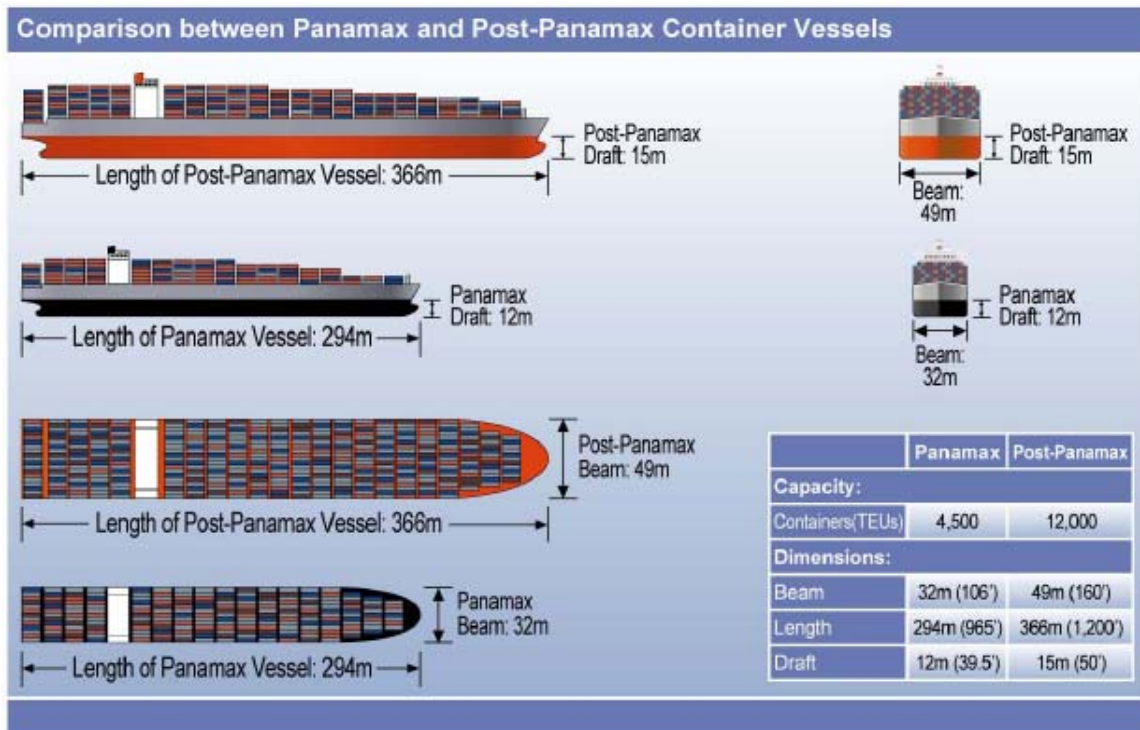 Comparison between Panamax and Post-Panamax Container Vessels
Post-Panamax
Draft: 15m
Length of Post-Panamax Vessel: 366m
Post-Panamax
Draft: 15m
Beam:
49m
Panamax
Draft: 12m
Length of Panamax Vessel: 294m
Panamax
Draft: 12m
Beam:
32m
Post-Panamax
Beam: 49m
Length of Post-Panamax Vessel: 366m
Panamax
Beam: 32m
Length of Panamax Vessel: 294m
Panamax Post-Panamax
Capacity:
Containers(TEUs) 4,500 12,000
Dimensions:
Beam 32m (106') 49m (160')
Length 294m (965') 366m (1,200')
Draft 12m (39.5') 15m (50')